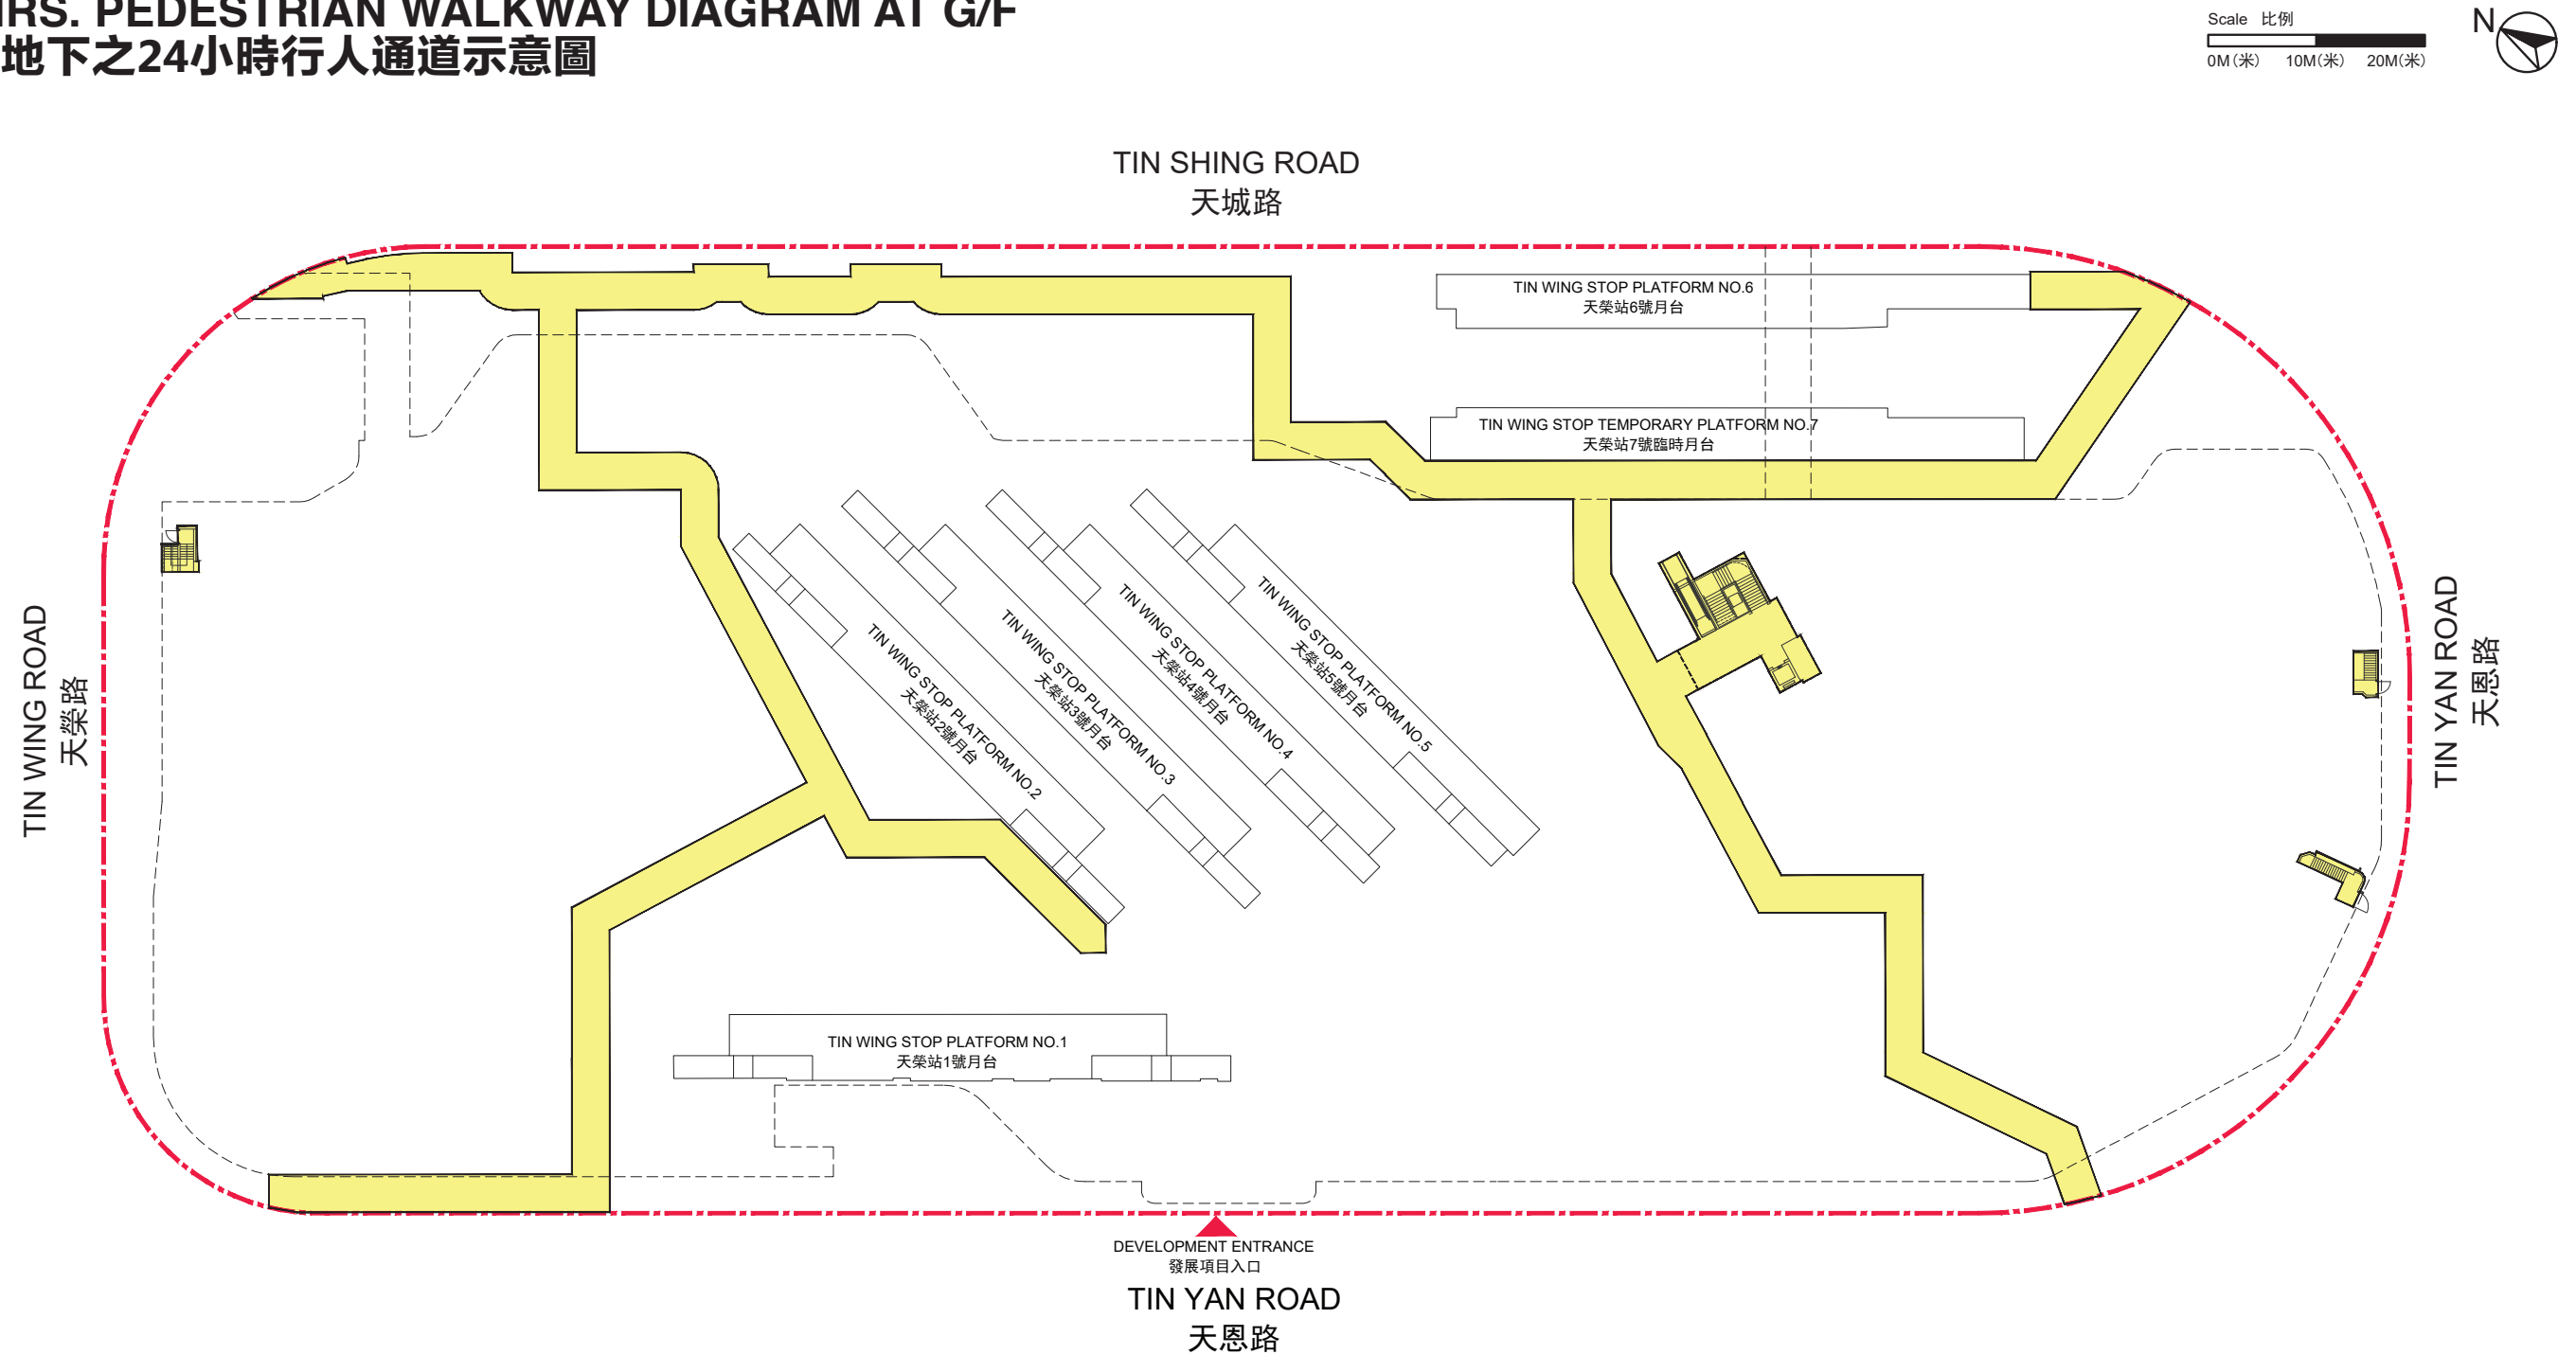 HRS. PEDESTRIAN WALKWAY DIAGRAM AT G/F
地下之24小時行人通道示意圖
Scale 比例
0M(米) 10M(米) 20M(米)
N
TIN SHING ROAD
天城路
TIN WING STOP PLATFORM NO.6
天榮站6號月台
TIN WING STOP TEMPORARY PLATFORM NO.7
天榮站7號臨時月台
TIN WING ROAD
天榮路
TIN WING STOP PLATFORM NO.2
天榮站2號月台
TIN WING STOP PLATFORM NO.3
天榮站3號月台
TIN WING STOP PLATFORM NO.4
天榮站4號月台
TIN WING STOP PLATFORM NO.5
天榮站5號月台
TIN YAN ROAD
天恩路
TIN WING STOP PLATFORM NO.1
天榮站1號月台
DEVELOPMENT ENTRANCE
發展項目入口
TIN YAN ROAD
天恩路